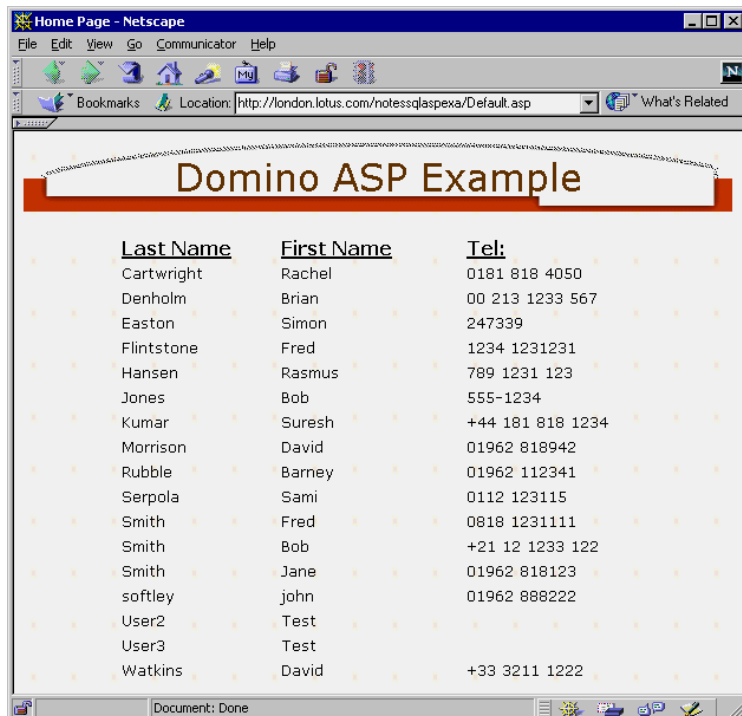 Home Page - Netscape
File Edit View Go Communicator Help
My N
Bookmarks Location: http://london.lotus.com/notessqlaspexa/Default.asp What's Related
Domino ASP Example
Last Name First Name Tel:
Cartwright Rachel 0181 818 4050
Denholm Brian 00 213 1233 567
Easton Simon 247339
Flintstone Fred 1234 1231231
Hansen Rasmus 789 1231 123
Jones Bob 555-1234
Kumar Suresh +44 181 818 1234
Morrison David 01962 818942
Rubble Barney 01962 112341
Serpola Sami 0112 123115
Smith Fred 0818 1231111
Smith Bob +21 12 1233 122
Smith Jane 01962 818123
softley john 01962 888222
User2 Test
User3 Test
Watkins David +33 3211 1222
Document: Done